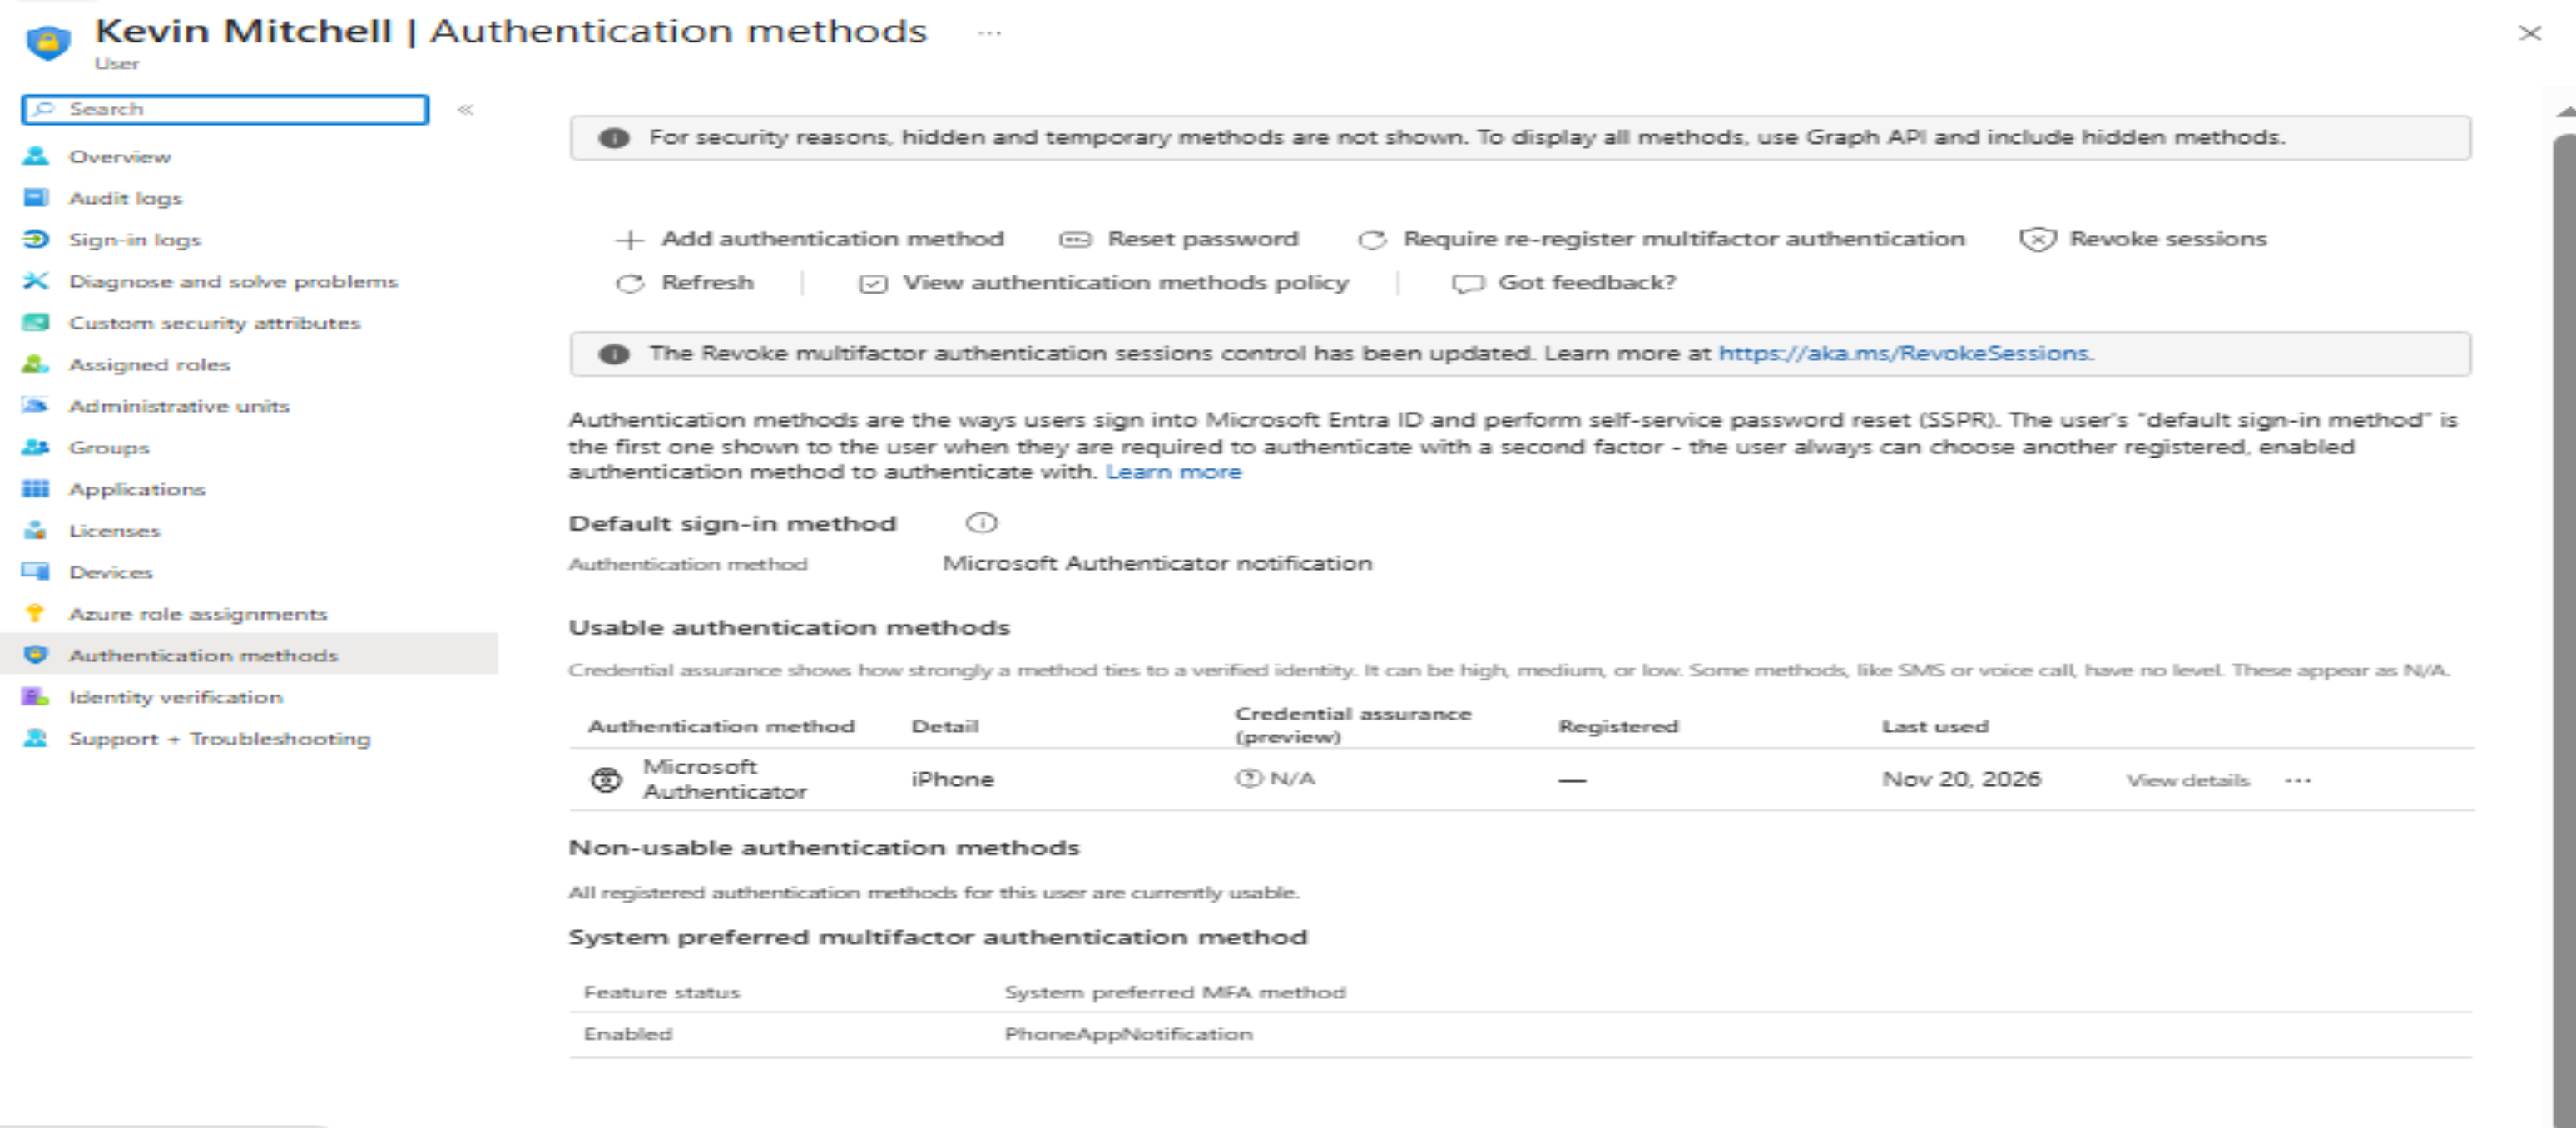 Kevin Mitchell | Authentication methods ...
User
Search
Overview
Audit logs
Sign-in logs
Diagnose and solve problems
Custom security attributes
Assigned roles
Administrative units
Groups
Applications
Licenses
Devices
Azure role assignments
Authentication methods
Identity verification
Support + Troubleshooting
For security reasons, hidden and temporary methods are not shown. To display all methods, use Graph API and include hidden methods.
Add authentication method Reset password Require re-register multifactor authentication Revoke sessions
Refresh View authentication methods policy Got feedback?
The Revoke multifactor authentication sessions control has been updated. Learn more at https://aka.ms/RevokeSessions.
Authentication methods are the ways users sign into Microsoft Entra ID and perform self-service password reset (SSPR). The user's "default sign-in method" is
the first one shown to the user when they are required to authenticate with a second factor - the user always can choose another registered, enabled
authentication method to authenticate with. Learn more
Default sign-in method
Authentication method Microsoft Authenticator notification
Usable authentication methods
Credential assurance shows how strongly a method ties to a verified identity. It can be high, medium, or low. Some methods, like SMS or voice call, have no level. These appear as N/A.
Authentication method Detail Credential assurance (preview) Registered Last used
Microsoft Authenticator iPhone N/A — Nov 20, 2026 View details ...
Non-usable authentication methods
All registered authentication methods for this user are currently usable.
System preferred multifactor authentication method
Feature status System preferred MFA method
Enabled PhoneAppNotification